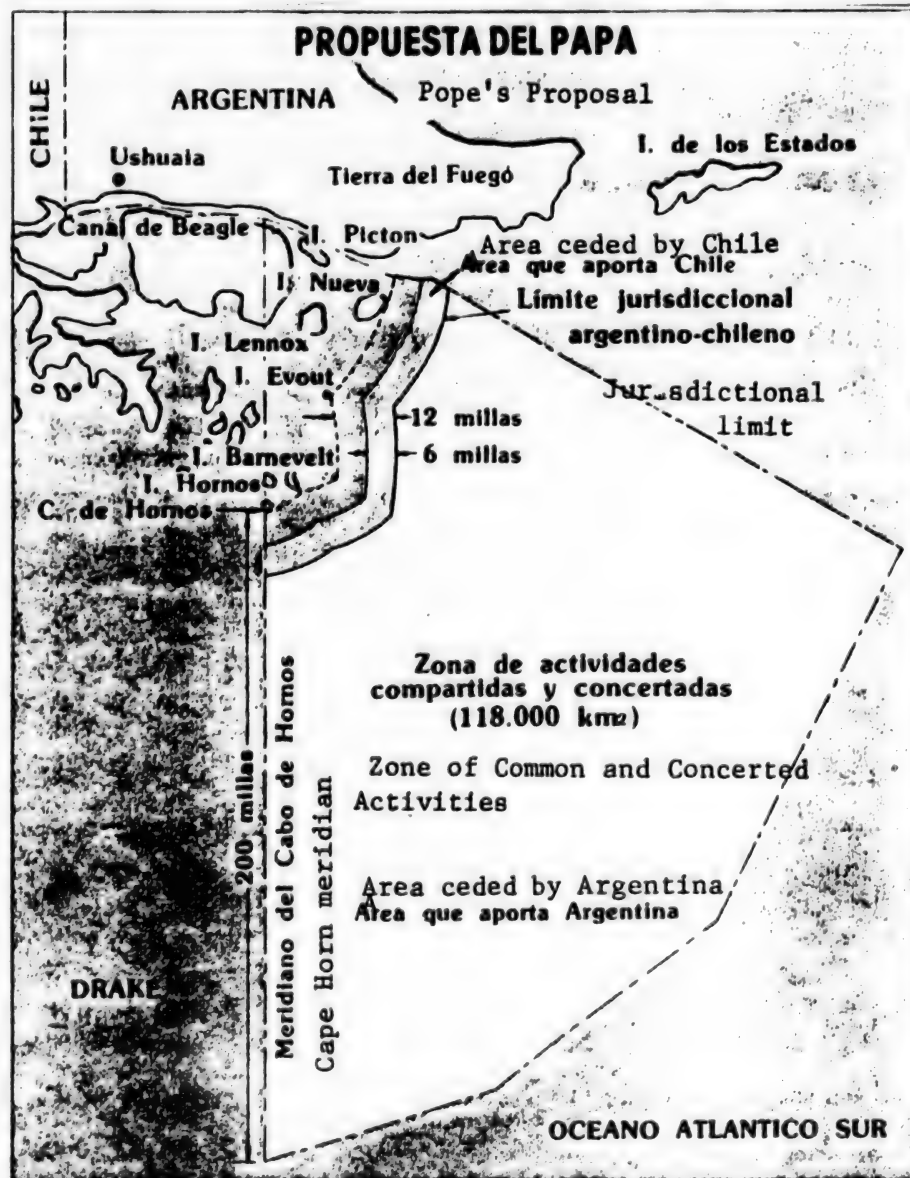 PROPUESTA DEL PAPA
CHILE
ARGENTINA
Pope's Proposal
I. de los Estados
Ushuaia
Tierra del Fuego
Canal de Beagle
I. Picton
Area ceded by Chile
Area que aporta Chile
I. Nueva
Límite jurisdiccional
argentino-chileno
I. Lennox
I. Evout
Jur sdictional
limit
12 millas
I. Barnevelt
6 millas
I. Hornos
C. de Hornos
Zona de actividades
compartidas y concertadas
(118.000 km2)
Zone of Common and Concerted
Activities
200 millas
Meridiano del Cabo de Hornos
Cape Horn meridian
Area ceded by Argentina
Area que aporta Argentina
DRAKE
OCEANO ATLANTICO SUR